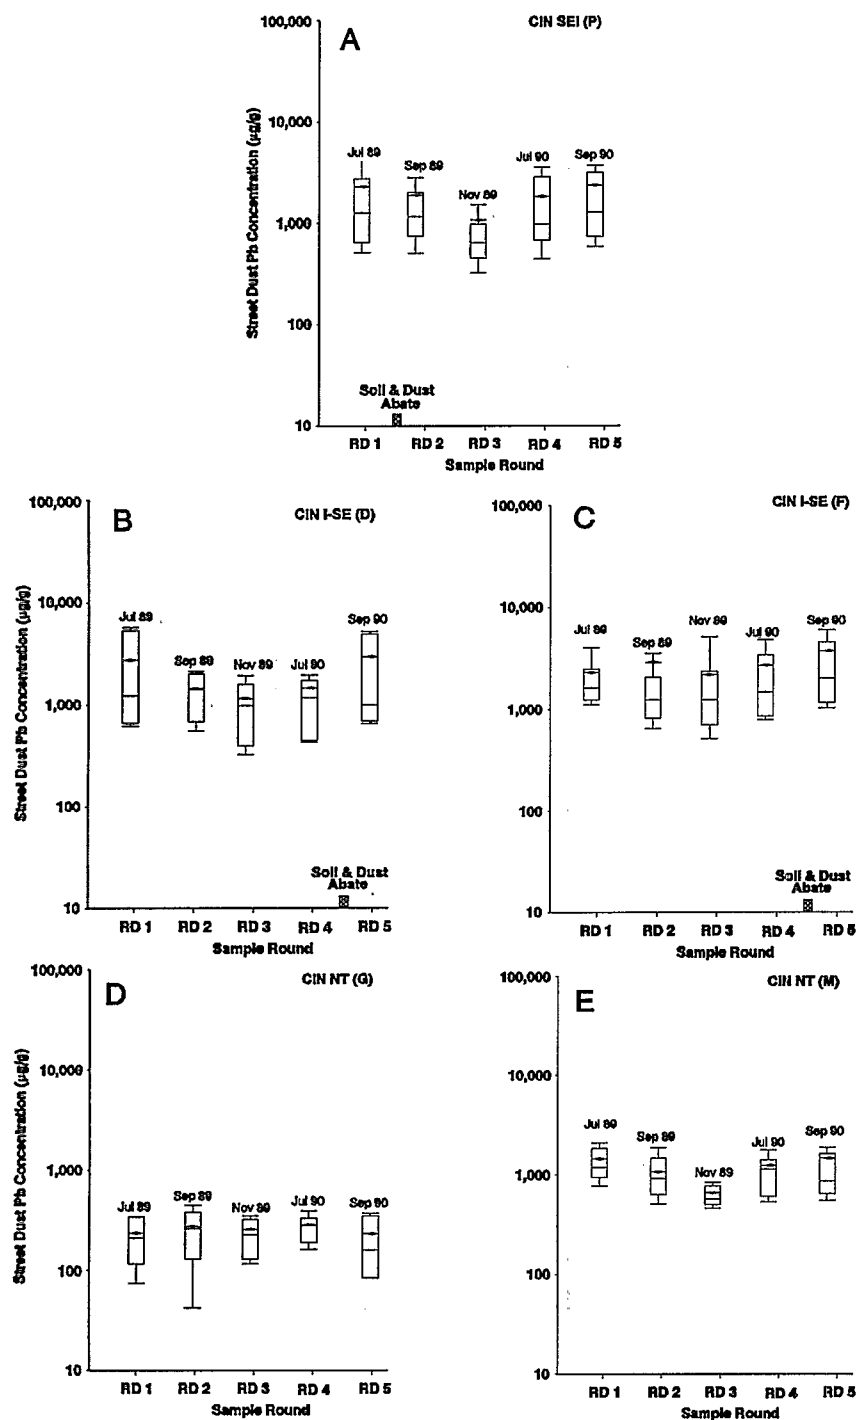 A
CIN SEI (P)
Street Dust Pb Concentration (µg/g)
100,000
10,000
1,000
100
10
Jul 89
Sep 89
Nov 89
Jul 90
Sep 90
Soil & Dust
Abate
RD 1 RD 2 RD 3 RD 4 RD 5
Sample Round
B
CIN I-SE (D)
Street Dust Pb Concentration (µg/g)
100,000
10,000
1,000
100
10
Jul 89
Sep 89
Nov 89
Jul 90
Sep 90
Soil & Dust
Abate
RD 1 RD 2 RD 3 RD 4 RD 5
Sample Round
C
CIN I-SE (F)
100,000
10,000
1,000
100
10
Jul 89
Sep 89
Nov 89
Jul 90
Sep 90
Soil & Dust
Abate
RD 1 RD 2 RD 3 RD 4 RD 5
Sample Round
D
CIN NT (G)
Street Dust Pb Concentration (µg/g)
100,000
10,000
1,000
100
10
Jul 89
Sep 89
Nov 89
Jul 90
Sep 90
RD 1 RD 2 RD 3 RD 4 RD 5
Sample Round
E
CIN NT (M)
100,000
10,000
1,000
100
10
Jul 89
Sep 89
Nov 89
Jul 90
Sep 90
RD 1 RD 2 RD 3 RD 4 RD 5
Sample Round